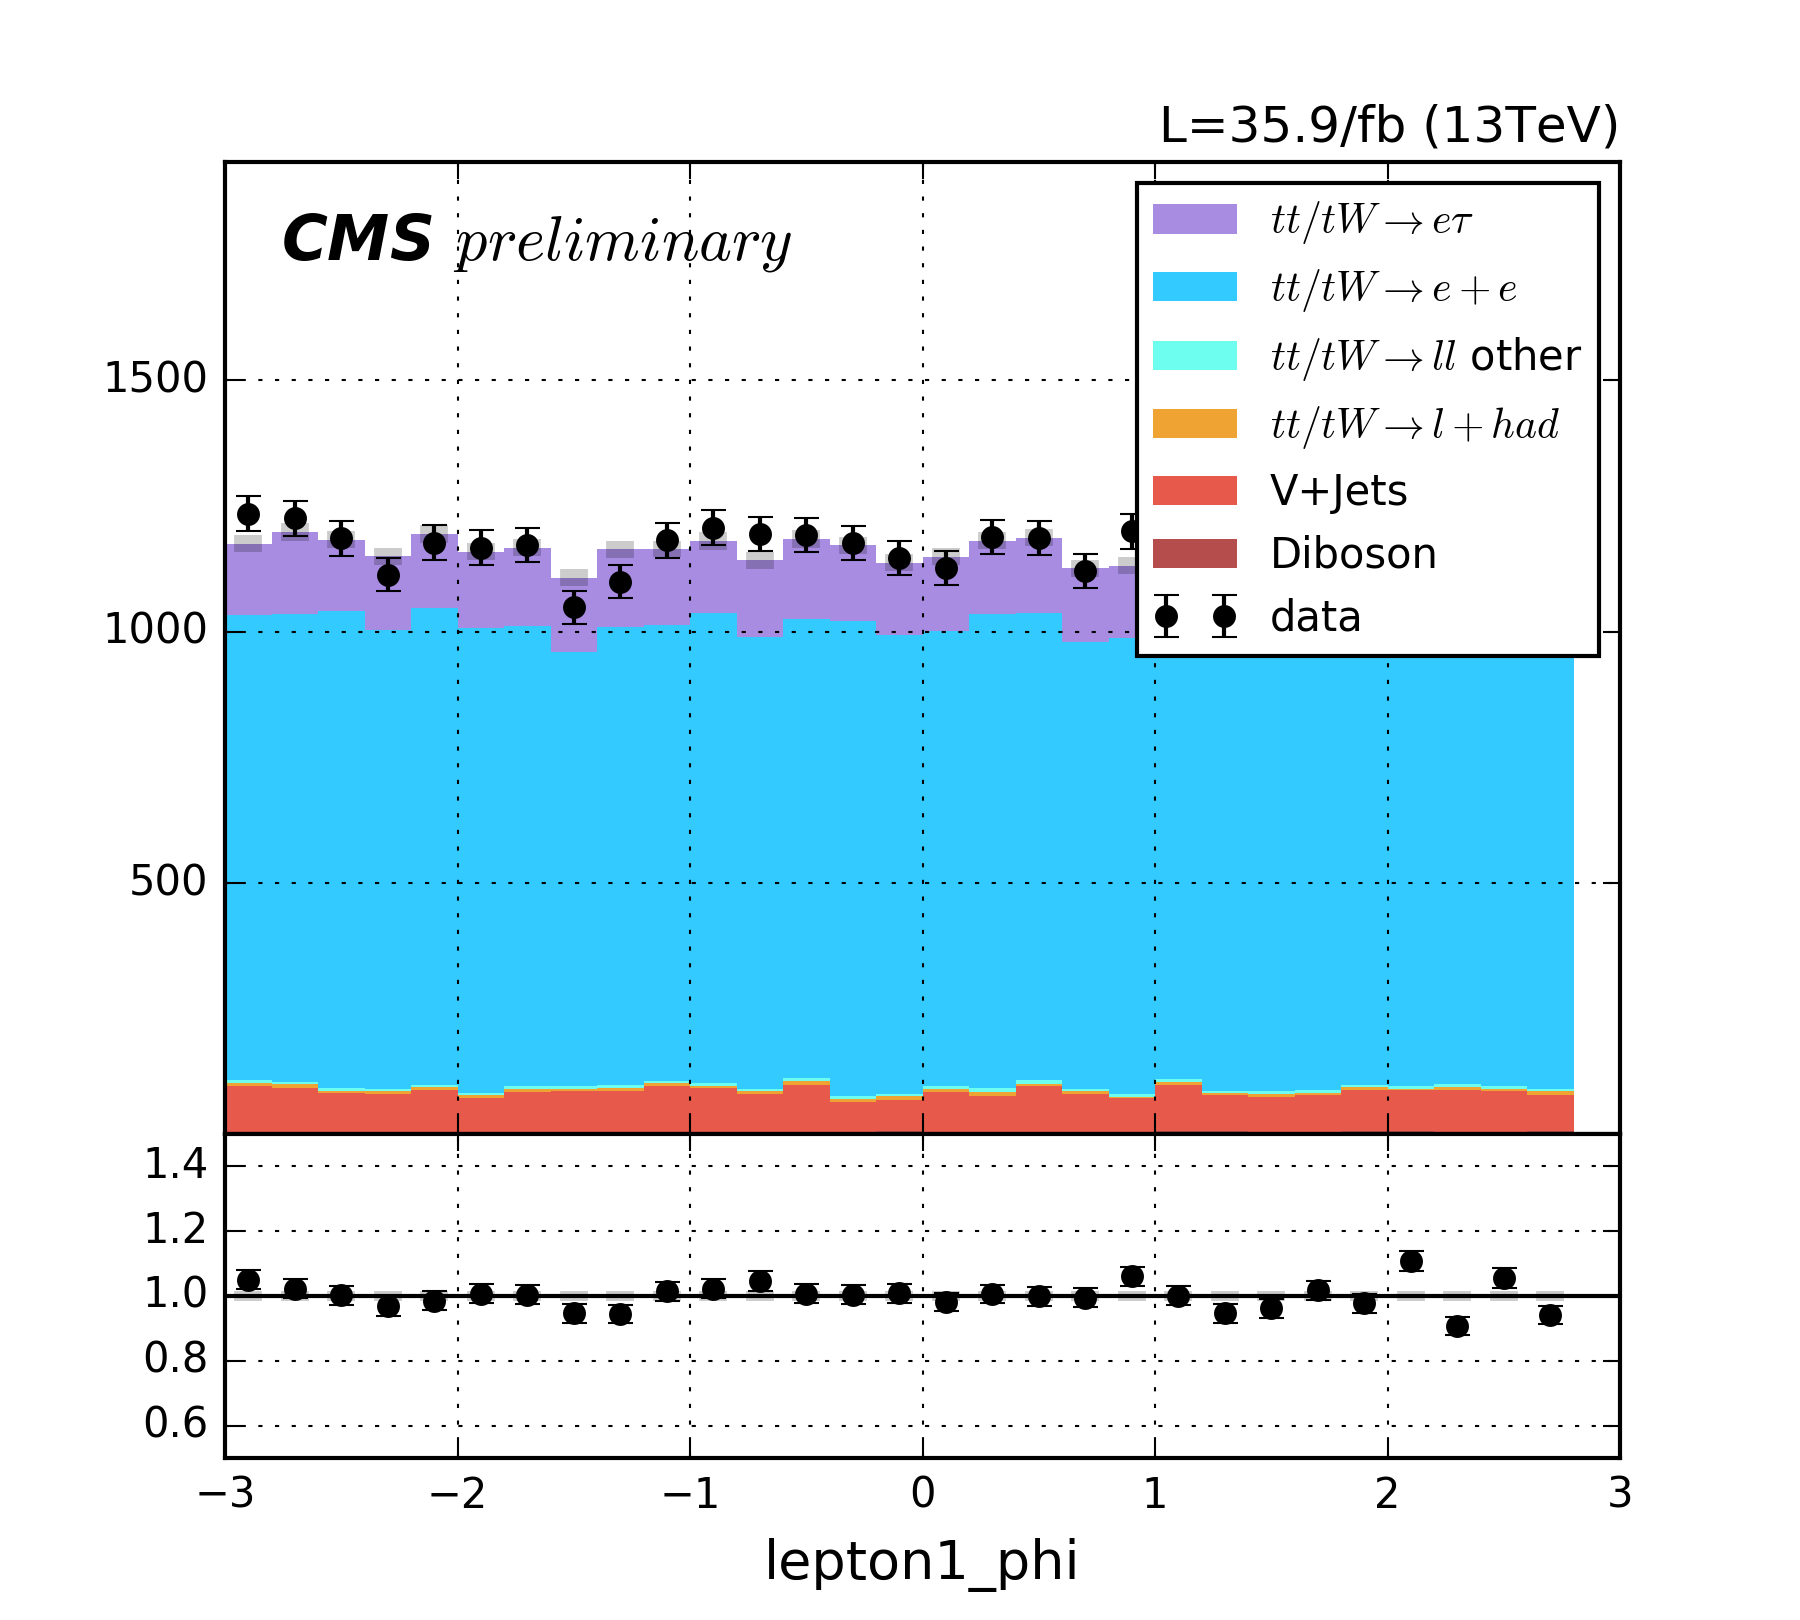 L=35.9/fb (13TeV)
CMS preliminary
tt/tW→eτ
tt/tW→e+e
tt/tW→ll other
tt/tW→l+had
V+Jets
Diboson
data
1500
1000
500
1.4
1.2
1.0
0.8
0.6
−3 −2 −1 0 1 2 3
lepton1_phi